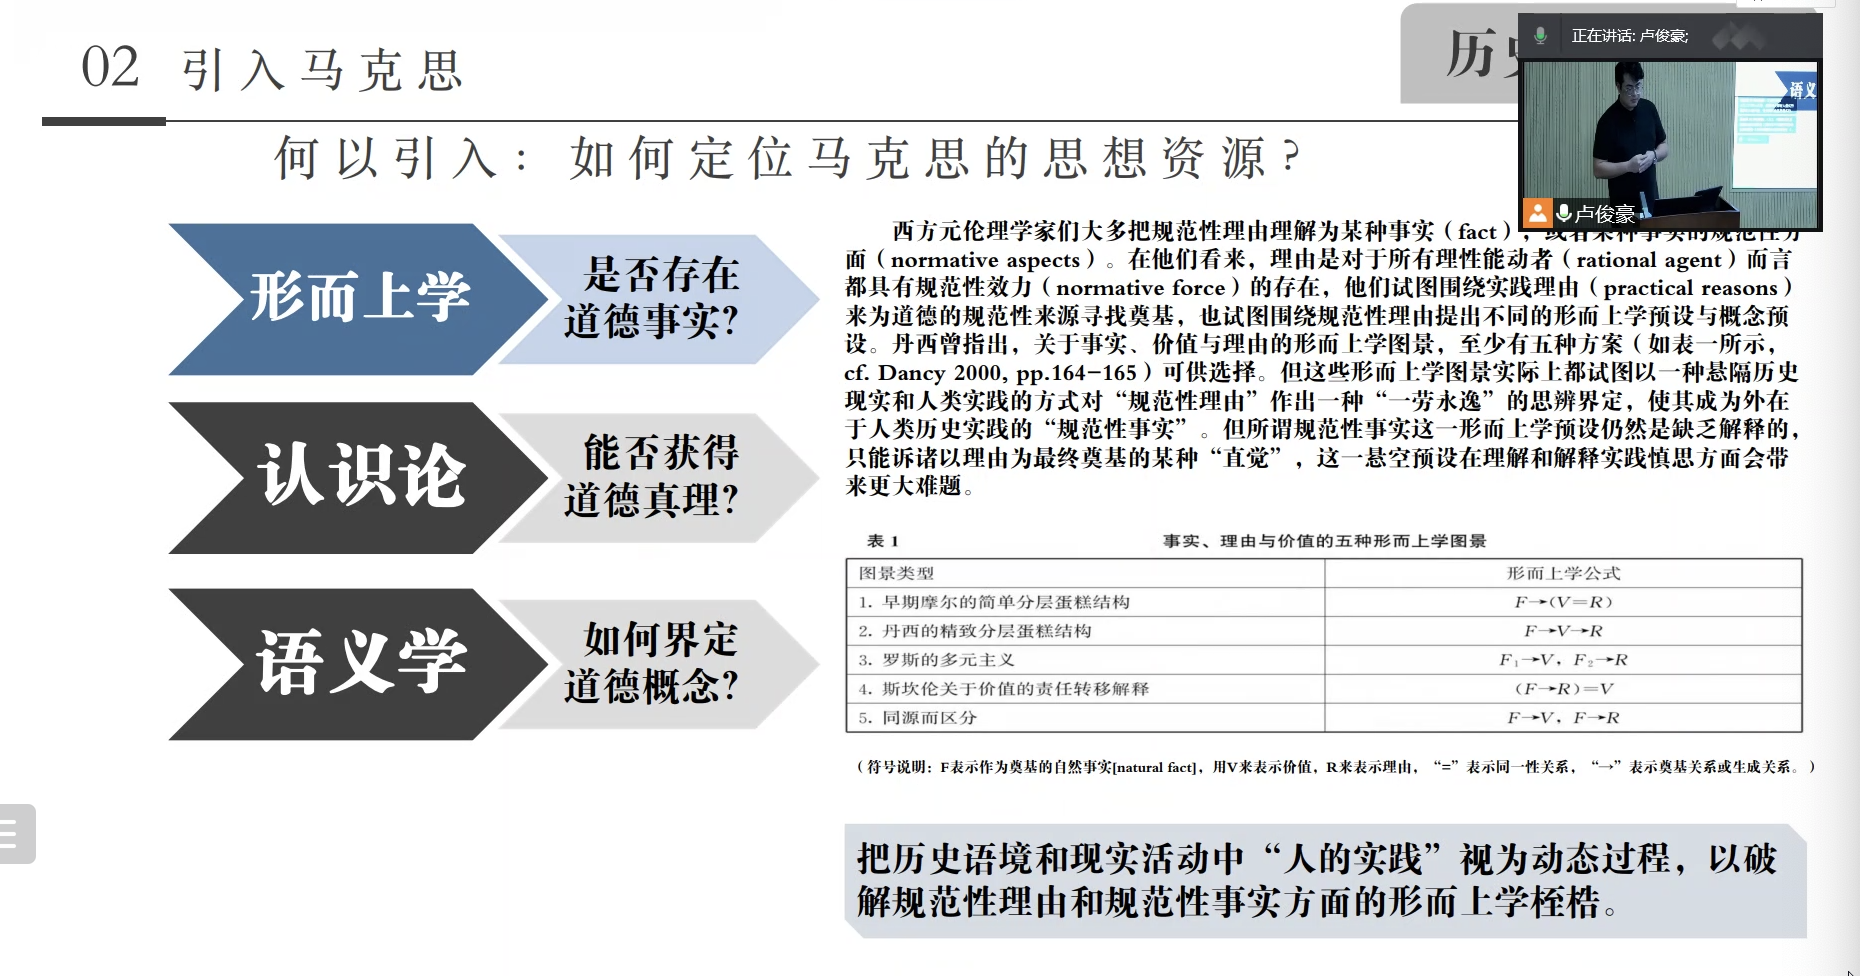 02 引入马克思
历
正在讲话: 卢俊豪;
语义
卢俊豪
何以引入：如何定位马克思的思想资源?
形而上学
是否存在
道德事实?
认识论
能否获得
道德真理?
语义学
如何界定
道德概念?
西方元伦理学家们大多把规范性理由理解为某种事实（fact），或者某种事实的规范性方
面（normative aspects）。在他们看来，理由是对于所有理性能动者（rational agent）而言
都具有规范性效力（normative force）的存在，他们试图围绕实践理由（practical reasons）
来为道德的规范性来源寻找奠基，也试图围绕规范性理由提出不同的形而上学预设与概念预
设。丹西曾指出，关于事实、价值与理由的形而上学图景，至少有五种方案（如表一所示，
cf. Dancy 2000, pp.164-165）可供选择。但这些形而上学图景实际上都试图以一种悬隔历史
现实和人类实践的方式对“规范性理由”作出一种“一劳永逸”的思辨界定，使其成为外在
于人类历史实践的“规范性事实”。但所谓规范性事实这一形而上学预设仍然是缺乏解释的，
只能诉诸以理由为最终奠基的某种“直觉”，这一悬空预设在理解和解释实践慎思方面会带
来更大难题。
表 1 事实、理由与价值的五种形而上学图景
图景类型 形而上学公式
1. 早期摩尔的简单分层蛋糕结构 F→(V=R)
2. 丹西的精致分层蛋糕结构 F→V→R
3. 罗斯的多元主义 F₁→V，F₂→R
4. 斯坎伦关于价值的责任转移解释 (F→R)=V
5. 同源而区分 F→V，F→R
（符号说明：F表示作为奠基的自然事实[natural fact]，用V来表示价值，R来表示理由，“=”表示同一性关系，“→”表示奠基关系或生成关系。）
把历史语境和现实活动中“人的实践”视为动态过程，以破
解规范性理由和规范性事实方面的形而上学桎梏。